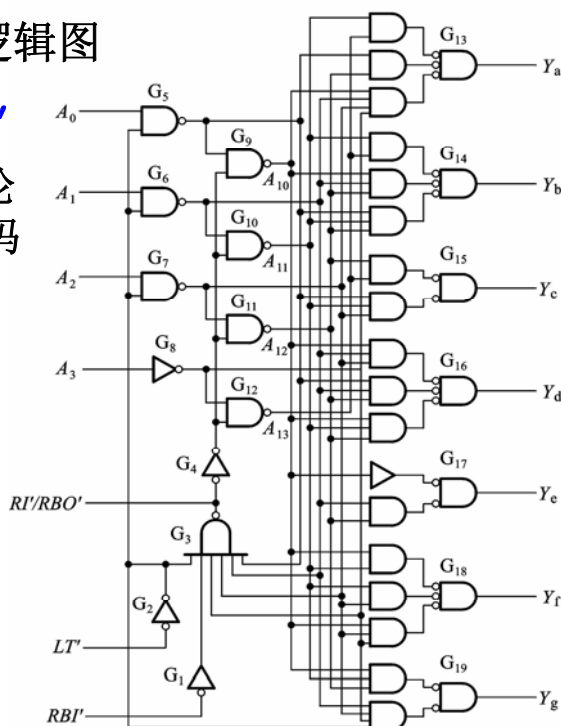 逻辑图
论
码
G13
Ya
G5
A0
G9
A10
G14
Yb
G6
A1
G10
A11
G7
A2
G15
Yc
G11
A12
G8
A3
G12
A13
G16
Yd
G4
RI′/RBO′
G3
G17
Ye
G2
LT′
G18
Yf
G1
RBI′
G19
Yg